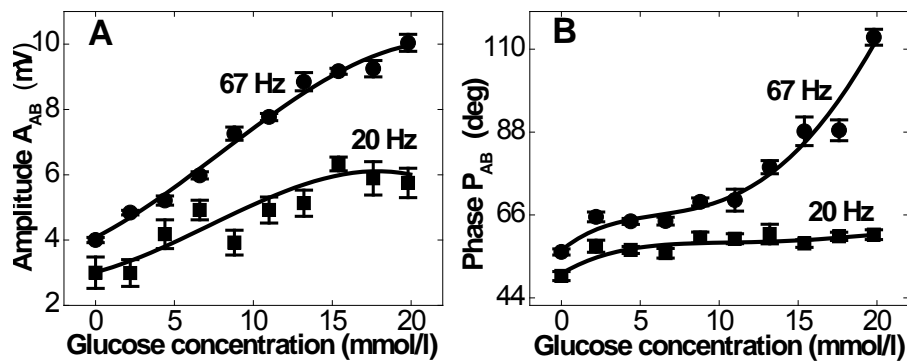 A
B
Amplitude A_AB (mV)
10
8
6
4
2
67 Hz
20 Hz
0 5 10 15 20
Glucose concentration (mmol/l)
Phase P_AB (deg)
110
88
66
44
67 Hz
20 Hz
0 5 10 15 20
Glucose concentration (mmol/l)